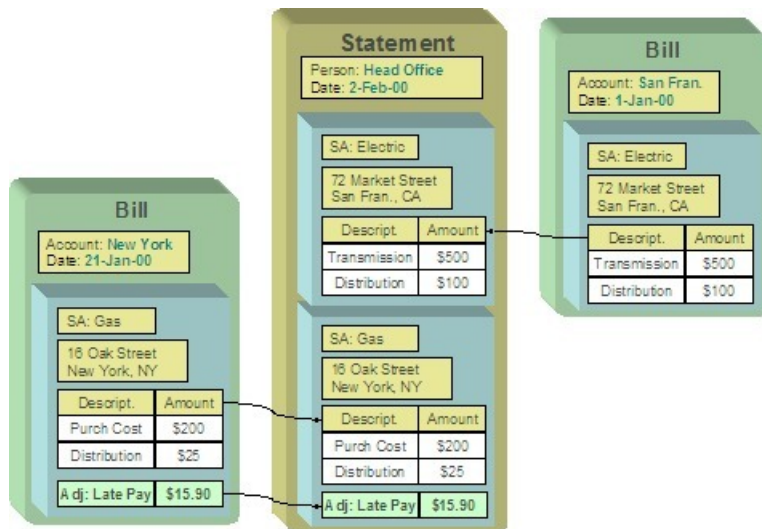 Statement
Person: Head Office
Date: 2-Feb-00
SA: Electric
72 Market Street
San Fran., CA
Descript. Amount
Transmission $500
Distribution $100
SA: Gas
16 Oak Street
New York, NY
Descript. Amount
Purch Cost $200
Distribution $25
Adj: Late Pay $15.90
Bill
Account: San Fran.
Date: 1-Jan-00
SA: Electric
72 Market Street
San Fran., CA
Descript. Amount
Transmission $500
Distribution $100
Bill
Account: New York
Date: 21-Jan-00
SA: Gas
16 Oak Street
New York, NY
Descript. Amount
Purch Cost $200
Distribution $25
Adj: Late Pay $15.90